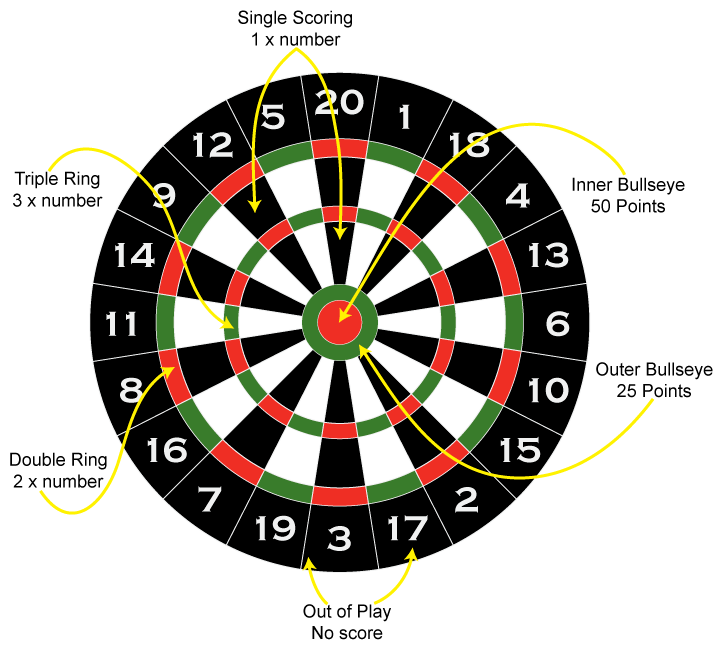 Single Scoring
1 x number
20
1
18
4
13
6
10
15
2
17
3
19
7
16
8
11
14
9
12
5
Triple Ring
3 x number
Inner Bullseye
50 Points
Outer Bullseye
25 Points
Double Ring
2 x number
Out of Play
No score